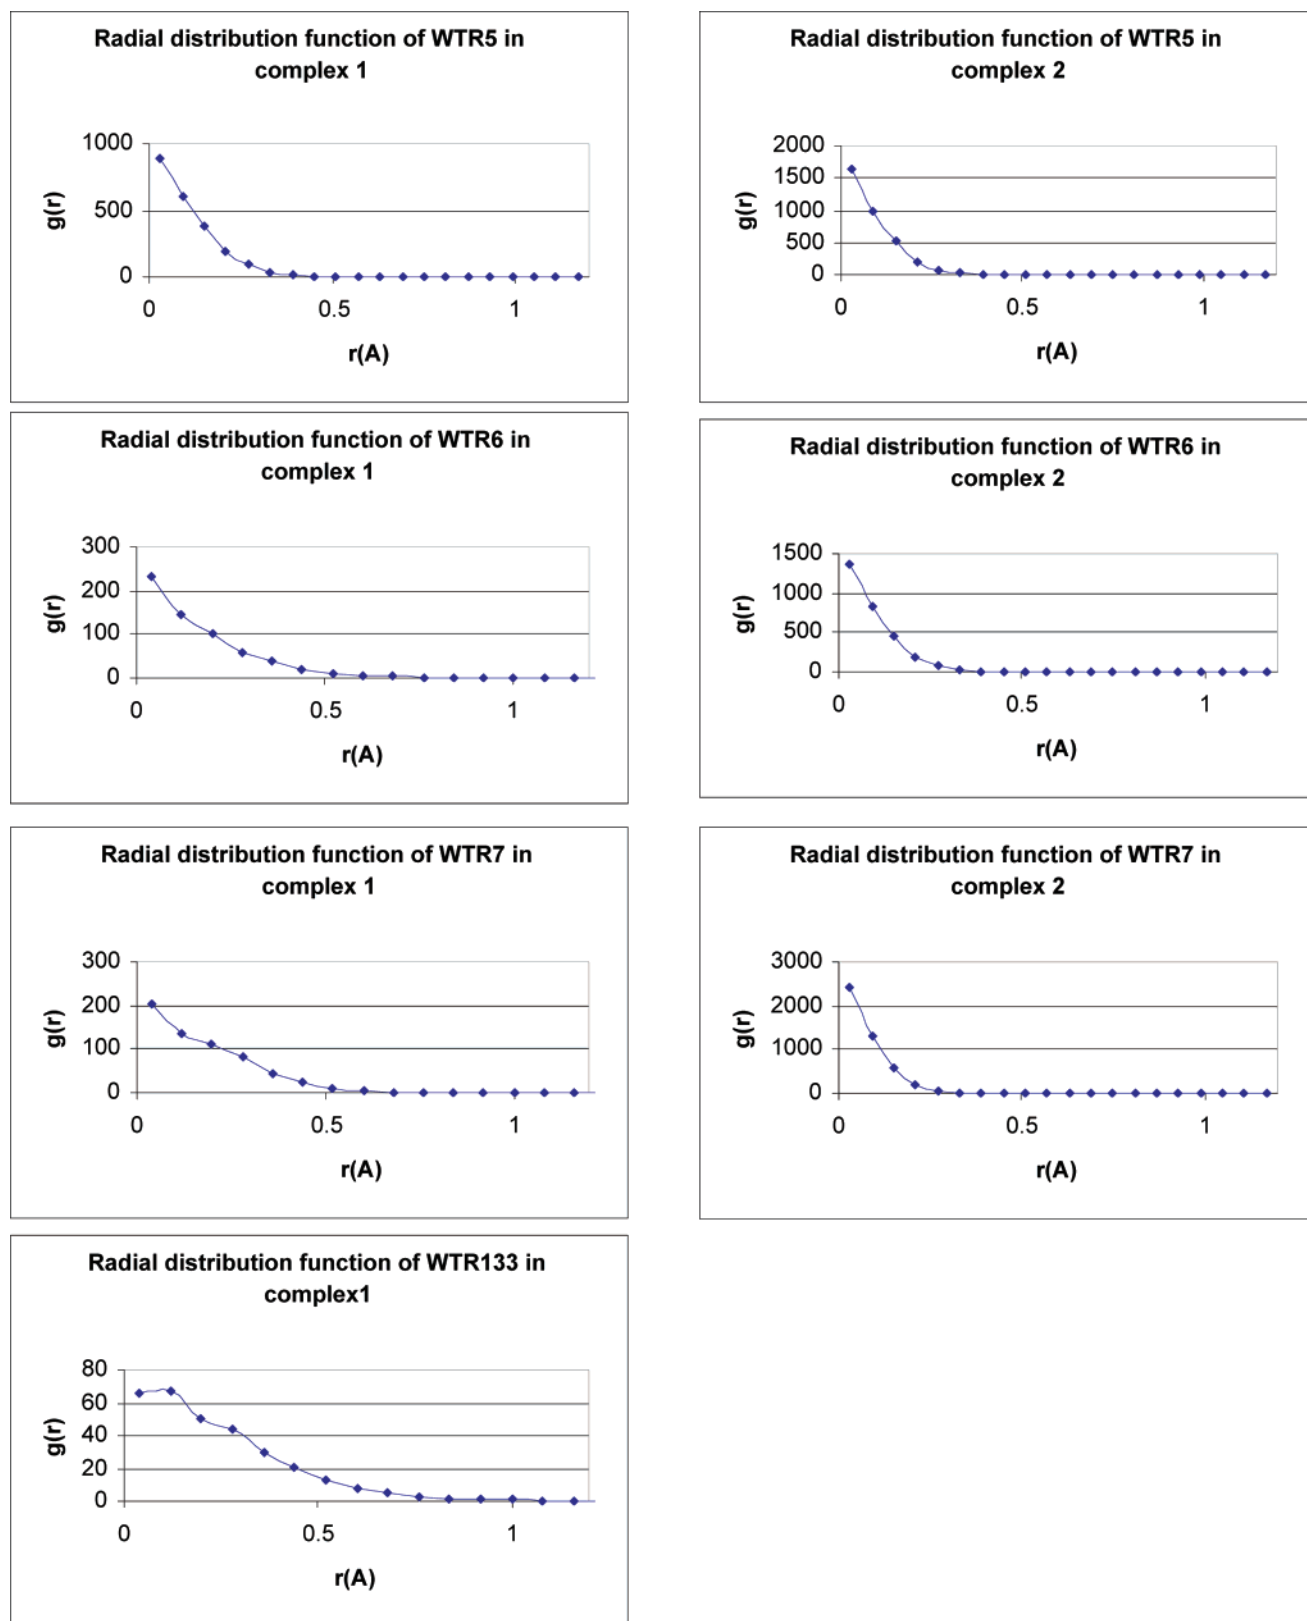 Radial distribution function of WTR5 in
complex 1
1000
500
0
g(r)
0 0.5 1
r(A)
Radial distribution function of WTR5 in
complex 2
2000
1500
1000
500
0
g(r)
0 0.5 1
r(A)
Radial distribution function of WTR6 in
complex 1
300
200
100
0
g(r)
0 0.5 1
r(A)
Radial distribution function of WTR6 in
complex 2
1500
1000
500
0
g(r)
0 0.5 1
r(A)
Radial distribution function of WTR7 in
complex 1
300
200
100
0
g(r)
0 0.5 1
r(A)
Radial distribution function of WTR7 in
complex 2
3000
2000
1000
0
g(r)
0 0.5 1
r(A)
Radial distribution function of WTR133 in
complex1
80
60
40
20
0
g(r)
0 0.5 1
r(A)